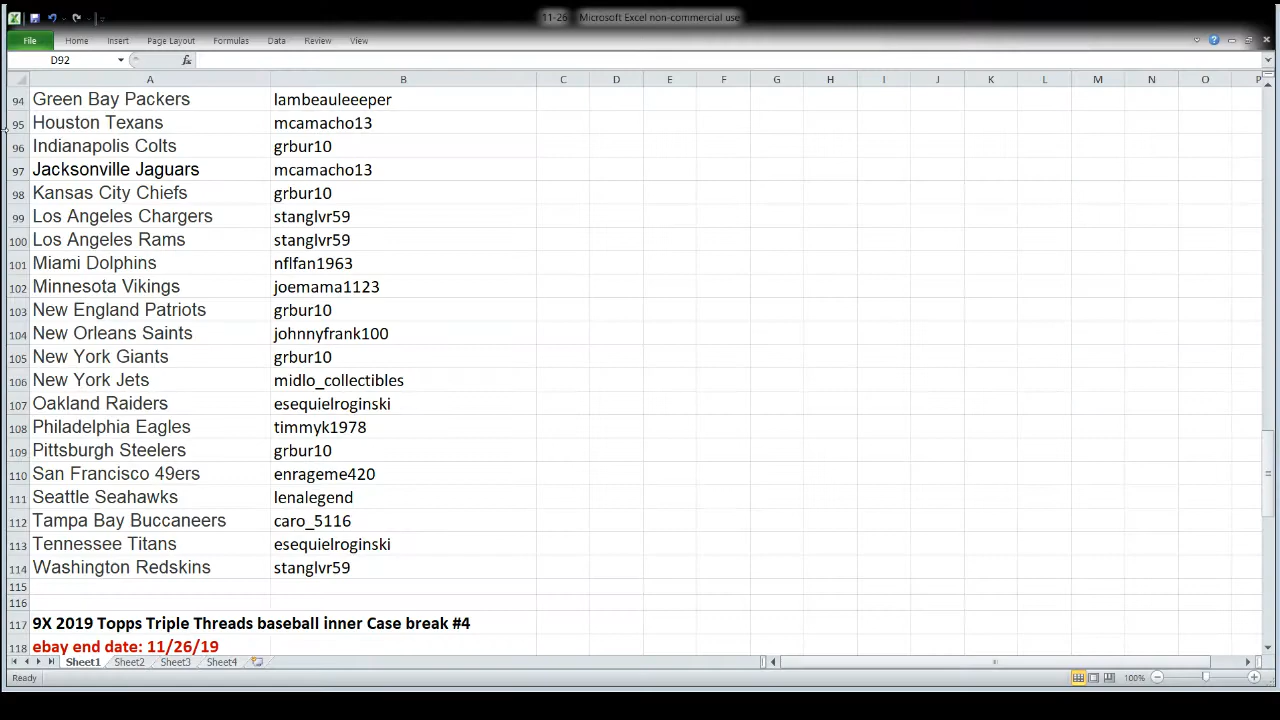 11-26 - Microsoft Excel non-commercial use
File Home Insert Page Layout Formulas Data Review View
D92 fx
A B C D E F G H I J K L M N O P
94 Green Bay Packers lambeauleeeper
95 Houston Texans mcamacho13
96 Indianapolis Colts grbur10
97 Jacksonville Jaguars mcamacho13
98 Kansas City Chiefs grbur10
99 Los Angeles Chargers stanglvr59
100 Los Angeles Rams stanglvr59
101 Miami Dolphins nflfan1963
102 Minnesota Vikings joemama1123
103 New England Patriots grbur10
104 New Orleans Saints johnnyfrank100
105 New York Giants grbur10
106 New York Jets midlo_collectibles
107 Oakland Raiders esequielroginski
108 Philadelphia Eagles timmyk1978
109 Pittsburgh Steelers grbur10
110 San Francisco 49ers enrageme420
111 Seattle Seahawks lenalegend
112 Tampa Bay Buccaneers caro_5116
113 Tennessee Titans esequielroginski
114 Washington Redskins stanglvr59
115
116
117 9X 2019 Topps Triple Threads baseball inner Case break #4
118 ebay end date: 11/26/19
Sheet1 Sheet2 Sheet3 Sheet4
Ready 100%